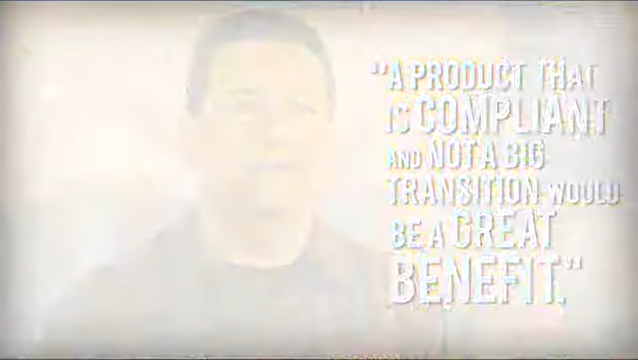 "A PRODUCT THAT
IS COMPLIANT
AND NOT A BIG
TRANSITION WOULD
BE A GREAT
BENEFIT."